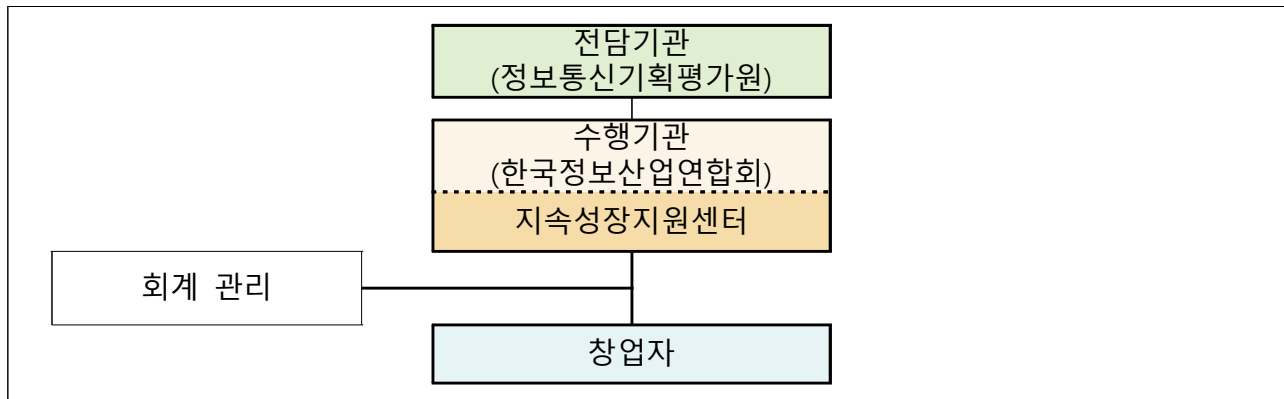 전담기관
(정보통신기획평가원)
수행기관
(한국정보산업연합회)
지속성장지원센터
회계 관리
창업자